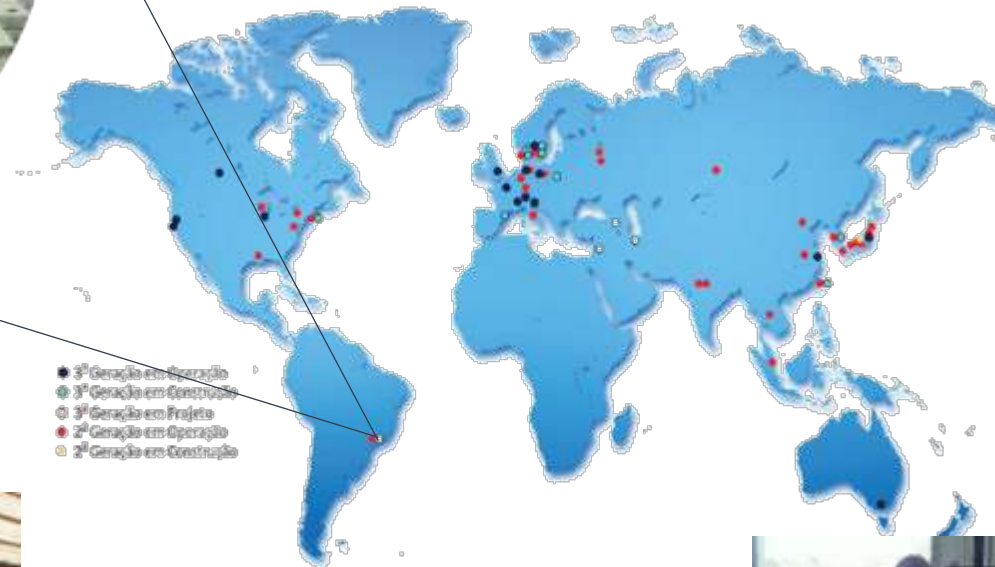 3ª Geração em Operação
3ª Geração em Construção
3ª Geração em Projeto
2ª Geração em Operação
2ª Geração em Construção